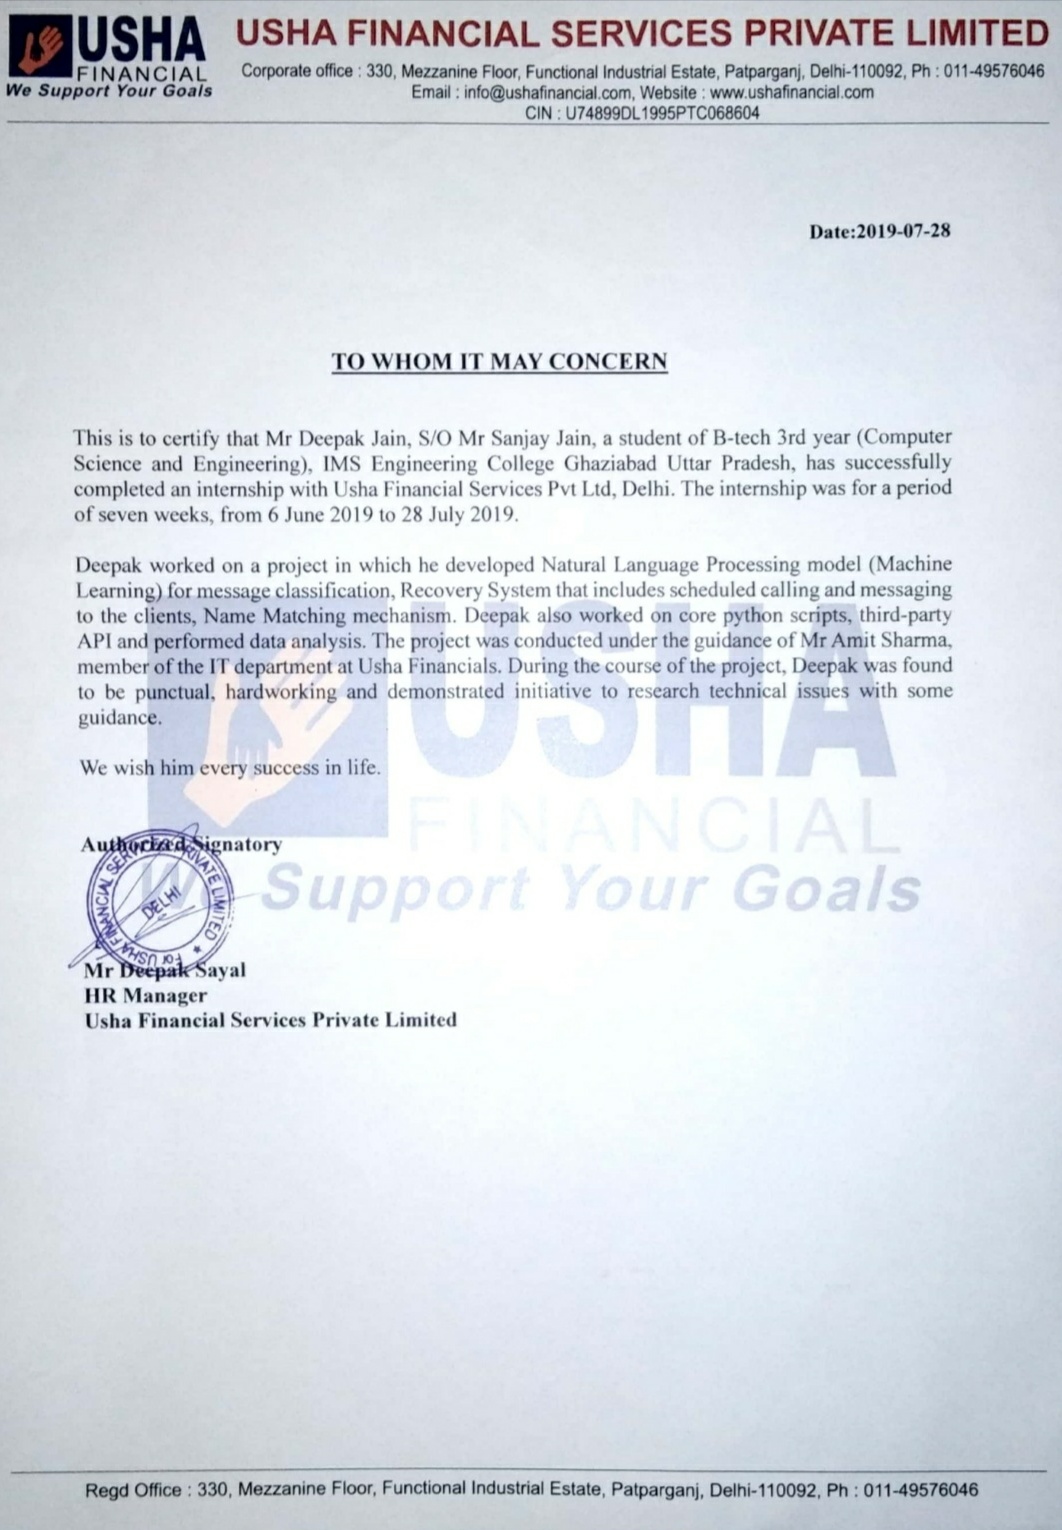 USHA
FINANCIAL
We Support Your Goals
USHA FINANCIAL SERVICES PRIVATE LIMITED
Corporate office : 330, Mezzanine Floor, Functional Industrial Estate, Patparganj, Delhi-110092, Ph : 011-49576046
Email : info@ushafinancial.com, Website : www.ushafinancial.com
CIN : U74899DL1995PTC068604
Date:2019-07-28
TO WHOM IT MAY CONCERN
This is to certify that Mr Deepak Jain, S/O Mr Sanjay Jain, a student of B-tech 3rd year (Computer
Science and Engineering), IMS Engineering College Ghaziabad Uttar Pradesh, has successfully
completed an internship with Usha Financial Services Pvt Ltd, Delhi. The internship was for a period
of seven weeks, from 6 June 2019 to 28 July 2019.
Deepak worked on a project in which he developed Natural Language Processing model (Machine
Learning) for message classification, Recovery System that includes scheduled calling and messaging
to the clients, Name Matching mechanism. Deepak also worked on core python scripts, third-party
API and performed data analysis. The project was conducted under the guidance of Mr Amit Sharma,
member of the IT department at Usha Financials. During the course of the project, Deepak was found
to be punctual, hardworking and demonstrated initiative to research technical issues with some
guidance.
We wish him every success in life.
USHA
FINANCIAL
We Support Your Goals
Authorized Signatory
For USHA FINANCIAL SERVICES PRIVATE LIMITED
DELHI
Mr Deepak Sayal
HR Manager
Usha Financial Services Private Limited
Regd Office : 330, Mezzanine Floor, Functional Industrial Estate, Patparganj, Delhi-110092, Ph : 011-49576046